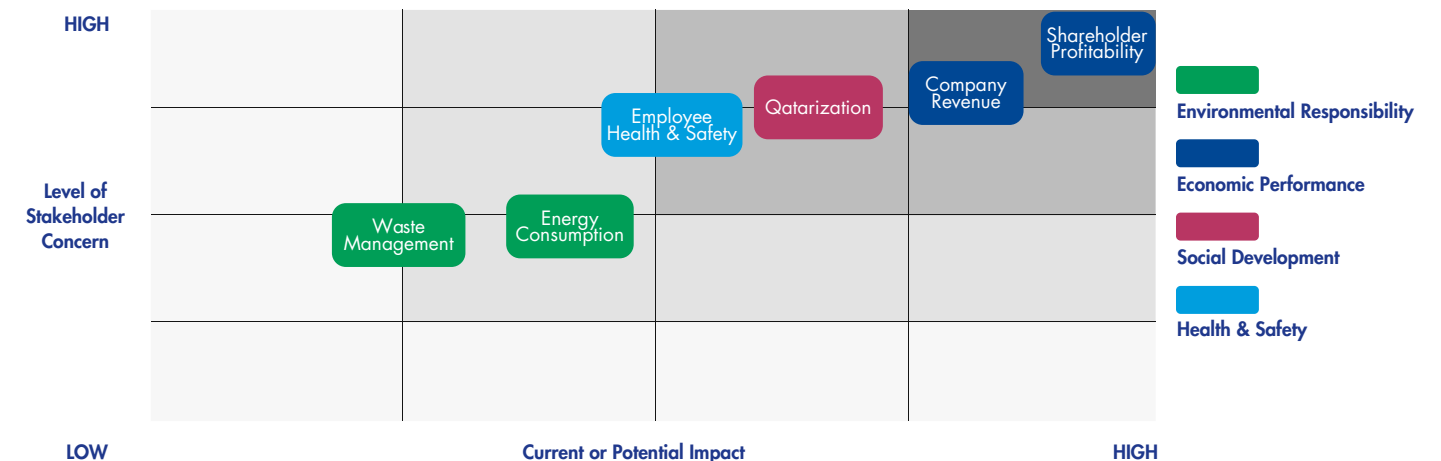 HIGH
Shareholder
Profitability
Company
Revenue
Qatarization
Employee
Health & Safety
Energy
Consumption
Waste
Management
Level of
Stakeholder
Concern
LOW
Current or Potential Impact
HIGH
Environmental Responsibility
Economic Performance
Social Development
Health & Safety